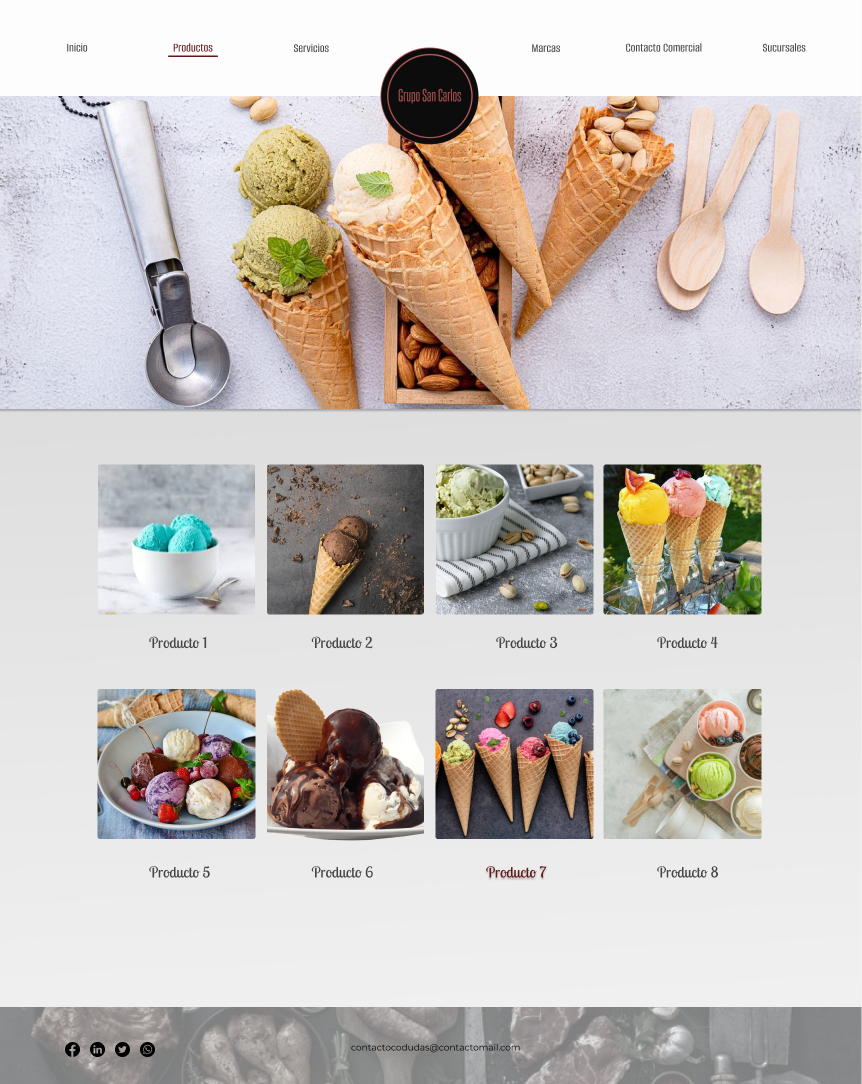 Inicio
Productos
Servicios
Marcas
Contacto Comercial
Sucursales
Grupo San Carlos
Producto 1
Producto 2
Producto 3
Producto 4
Producto 5
Producto 6
Producto 7
Producto 8
contactocodudas@contactomail.com